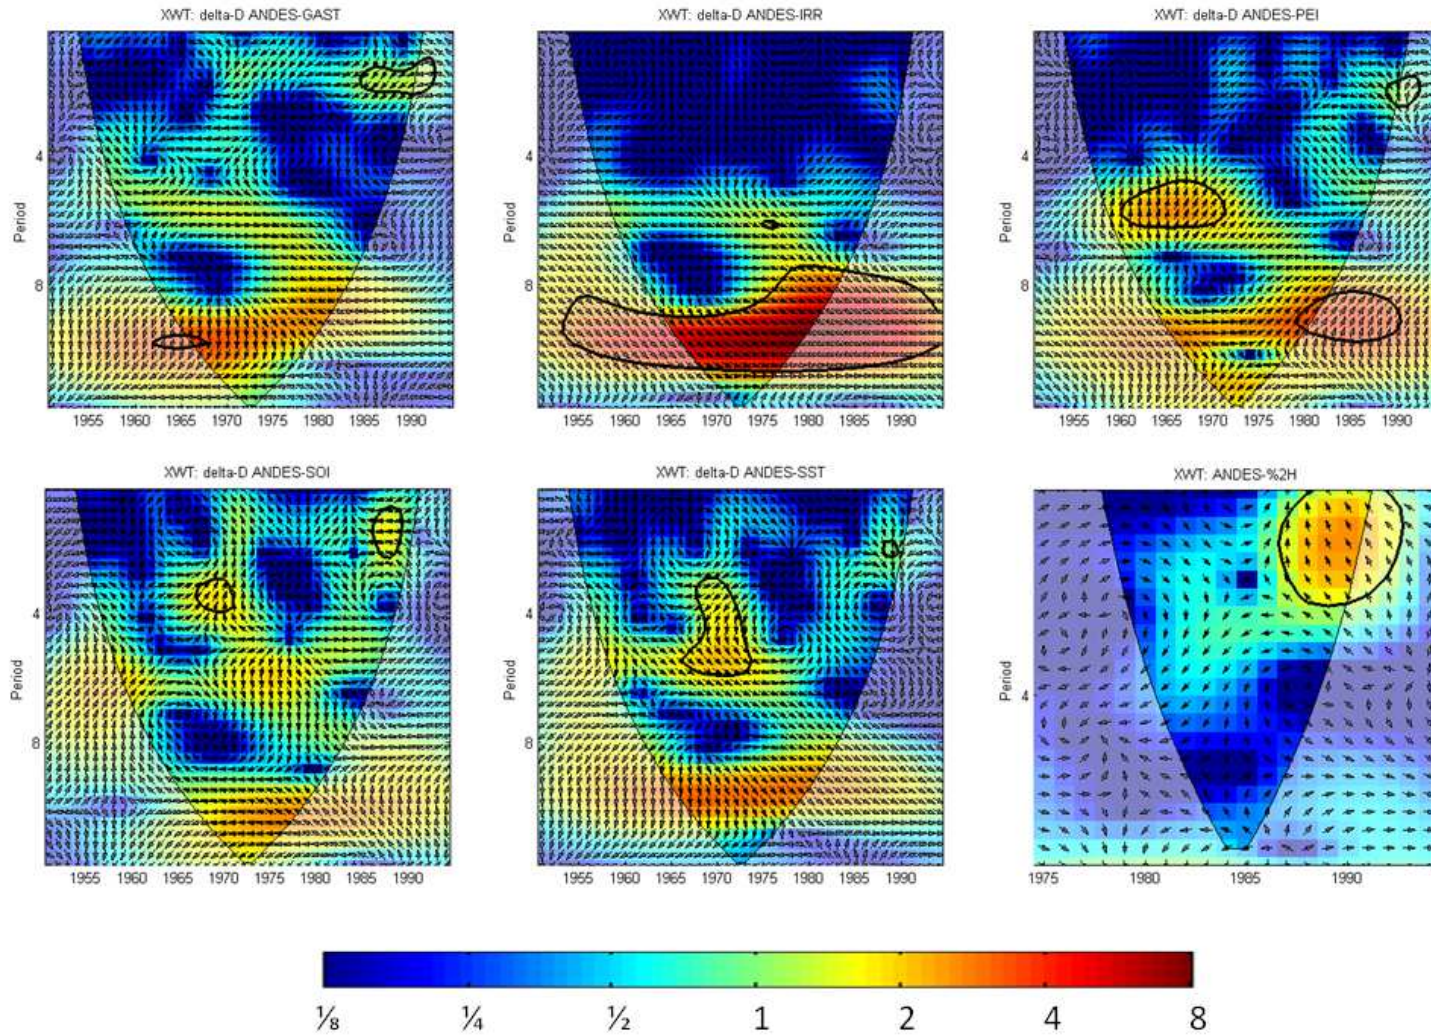 XWT: delta-D ANDES-GAST
XWT: delta-D ANDES-IRR
XWT: delta-D ANDES-PEI
Period
4
8
1955 1960 1965 1970 1975 1980 1985 1990
Period
4
8
1955 1960 1965 1970 1975 1980 1985 1990
Period
4
8
1955 1960 1965 1970 1975 1980 1985 1990
XWT: delta-D ANDES-SOI
XWT: delta-D ANDES-SST
XWT: ANDES-%2H
Period
4
8
1955 1960 1965 1970 1975 1980 1985 1990
Period
4
8
1955 1960 1965 1970 1975 1980 1985 1990
Period
4
1975 1980 1985 1990
⅛ ¼ ½ 1 2 4 8